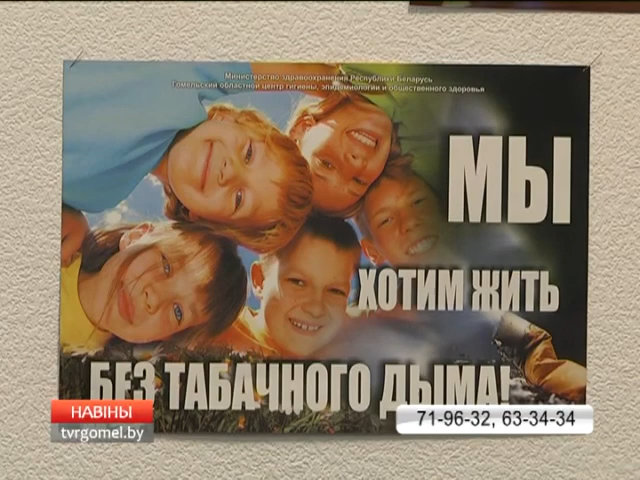 Министерство здравоохранения Республики Беларусь
Гомельский областной центр гигиены, эпидемиологии и общественного здоровья
МЫ
ХОТИМ ЖИТЬ
БЕЗ ТАБАЧНОГО ДЫМА!
НАВІНЫ
tvrgomel.by
71-96-32, 63-34-34